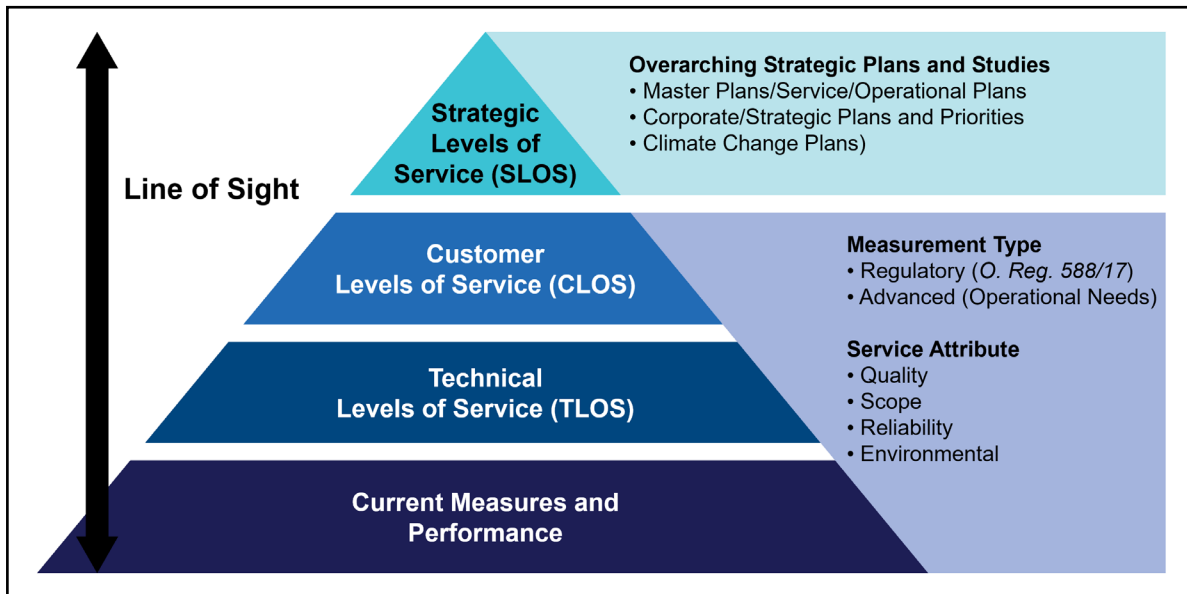 Line of Sight
Strategic
Levels of
Service (SLOS)
Overarching Strategic Plans and Studies
• Master Plans/Service/Operational Plans
• Corporate/Strategic Plans and Priorities
• Climate Change Plans)
Customer
Levels of Service (CLOS)
Technical
Levels of Service (TLOS)
Current Measures and
Performance
Measurement Type
• Regulatory (O. Reg. 588/17)
• Advanced (Operational Needs)
Service Attribute
• Quality
• Scope
• Reliability
• Environmental